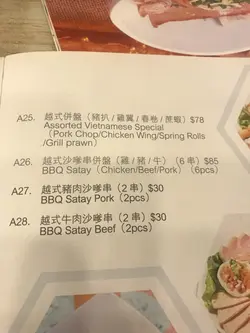 A25. 越式併盤（豬扒 / 雞翼 / 春卷 / 蔗蝦）$78
Assorted Vietnamese Special
（Pork Chop/Chicken Wing/Spring Rolls
/Grill prawn）
A26. 越式沙嗲串併盤（雞 / 豬 / 牛）（6 串）$85
BBQ Satay（Chicken/Beef/Pork）（6pcs）
A27. 越式豬肉沙嗲串（2 串）$30
BBQ Satay Pork（2pcs）
A28. 越式牛肉沙嗲串（2 串）$30
BBQ Satay Beef（2pcs）